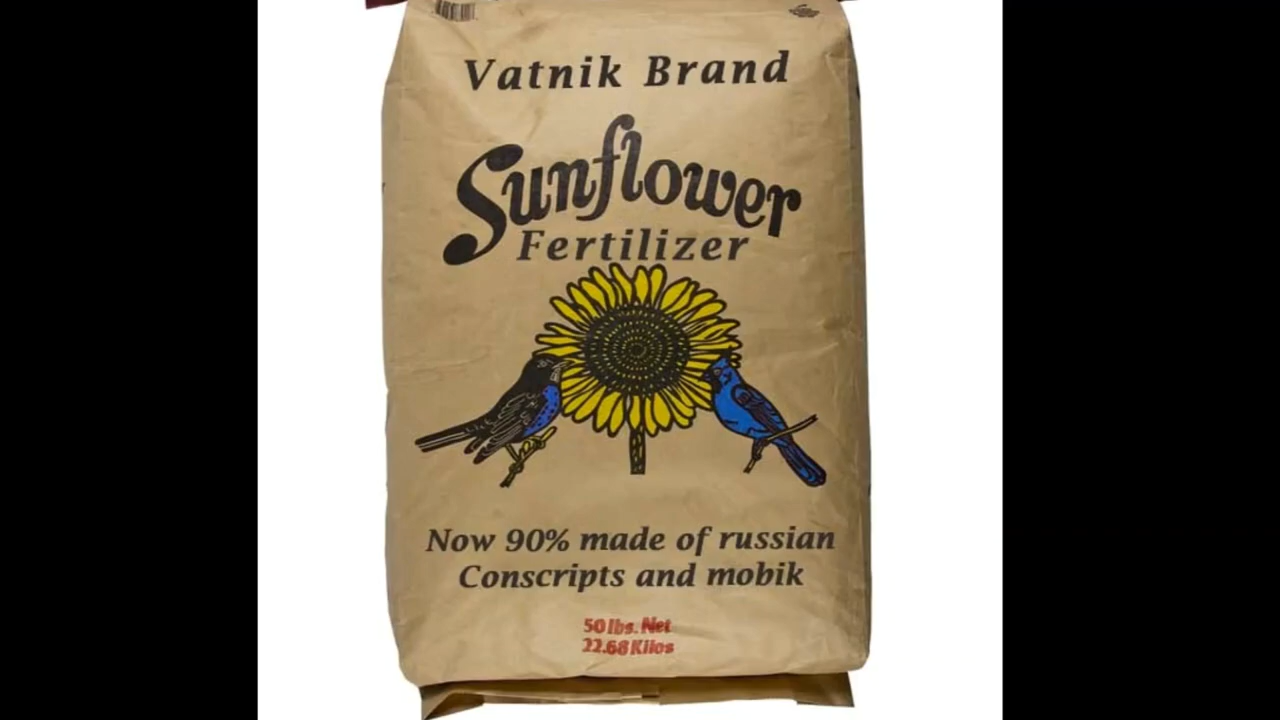 Vatnik Brand
Sunflower
Fertilizer
Now 90% made of russian
Conscripts and mobik
50 lbs. Net
22.68 Kilos